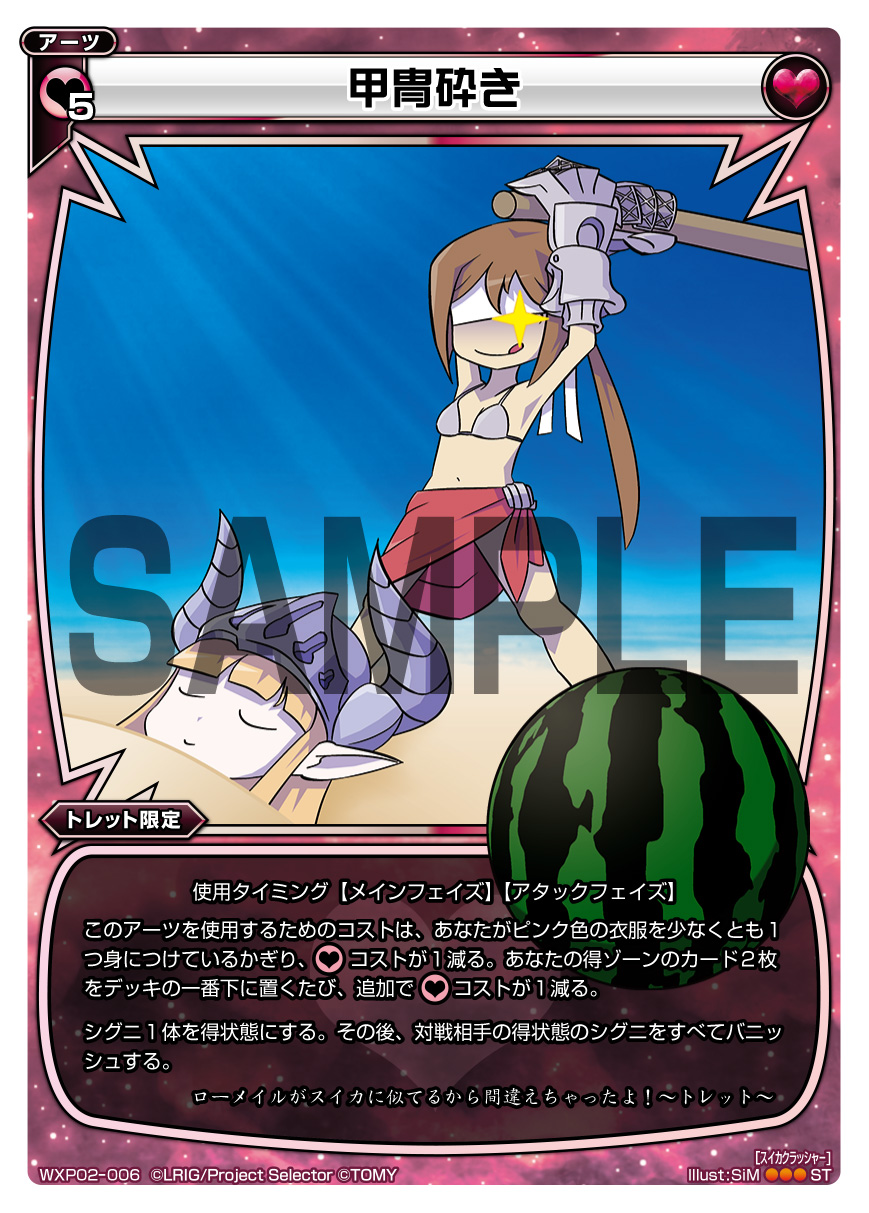 アーツ
5
甲冑砕き
SAMPLE
トレット限定
使用タイミング【メインフェイズ】【アタックフェイズ】
このアーツを使用するためのコストは、あなたがピンク色の衣服を少なくとも1
つ身につけているかぎり、コストが1減る。あなたの得ゾーンのカード2枚
をデッキの一番下に置くたび、追加でコストが1減る。
シグニ1体を得状態にする。その後、対戦相手の得状態のシグニをすべてバニッ
シュする。
ローメイルがスイカに似てるから間違えちゃったよ!～トレット～
[スイカクラッシャー]
WXP02-006 ©LRIG/Project Selector ©TOMY
Illust:SiM ST